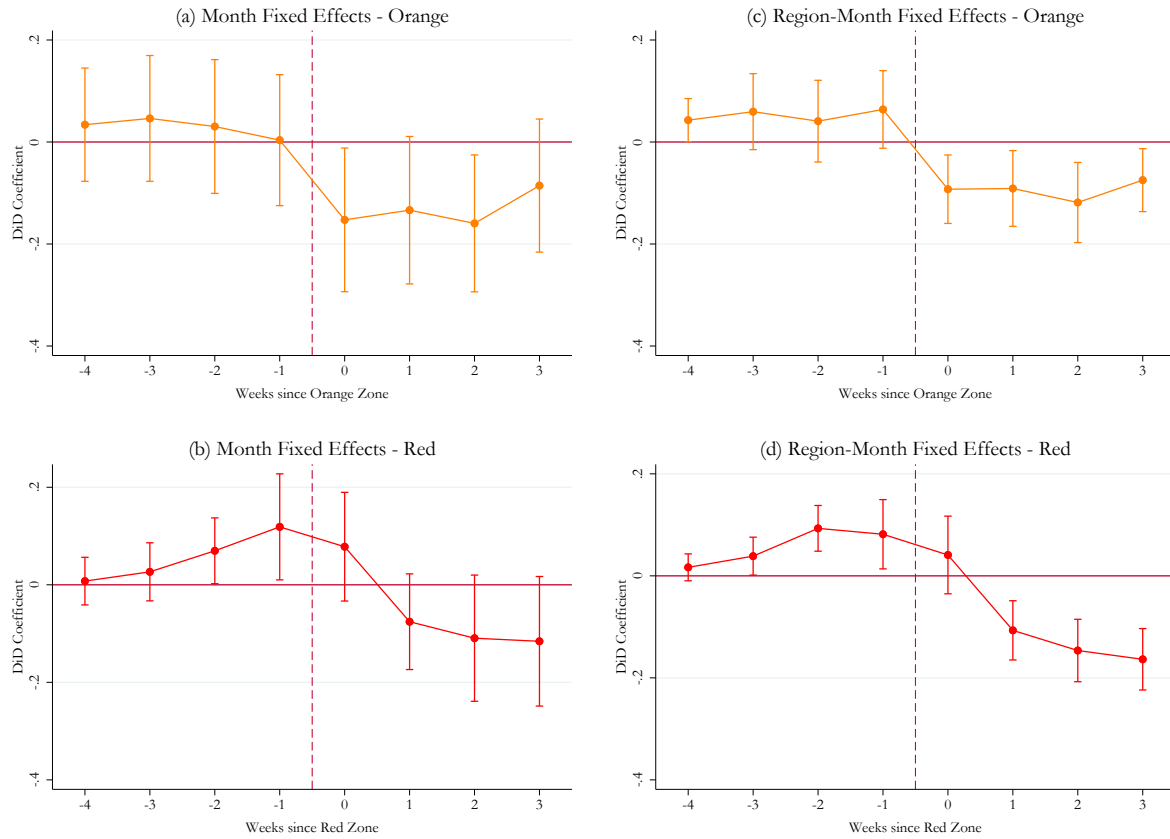 (a) Month Fixed Effects - Orange
.2
0
-.2
-.4
DiD Coefficient
-4 -3 -2 -1 0 1 2 3
Weeks since Orange Zone
(c) Region-Month Fixed Effects - Orange
.2
0
-.2
-.4
DiD Coefficient
-4 -3 -2 -1 0 1 2 3
Weeks since Orange Zone
(b) Month Fixed Effects - Red
.2
0
-.2
-.4
DiD Coefficient
-4 -3 -2 -1 0 1 2 3
Weeks since Red Zone
(d) Region-Month Fixed Effects - Red
.2
0
-.2
-.4
DiD Coefficient
-4 -3 -2 -1 0 1 2 3
Weeks since Red Zone